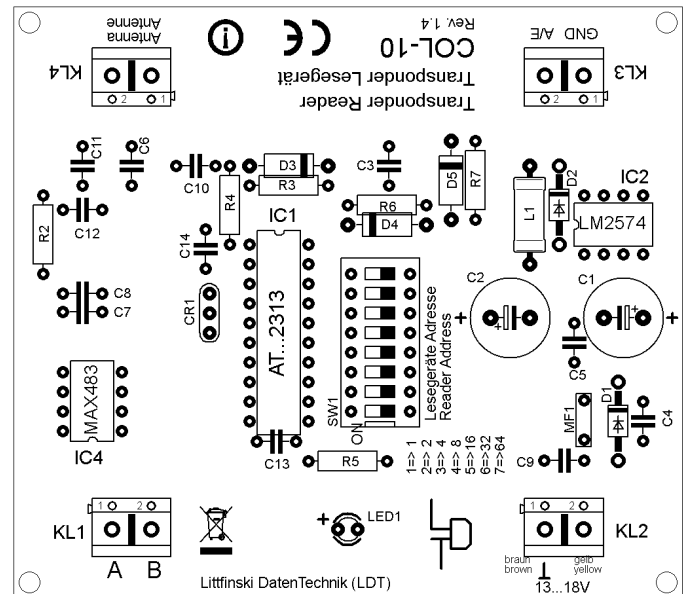 Antenna
Antenne
KL4
2 1
i
CE
Rev. 1.4
COL-10
Transponder Lesegerät
Transponder Reader
A/E GND
KL3
2 1
C11
C6
C10
D3
R3
C3
D5
R7
D2
IC2
R4
R6
D4
L1
LM2574
R2
C12
C14
IC1
C8
C7
CR1
AT...2313
C2
C1
+
+
+
+
C5
Lesegeräte Adresse
Reader Address
SW1
ON
MAX483
IC4
C13
R5
1=> 1
2=> 2
3=> 4
4=> 8
5=>16
6=>32
7=>64
MF1
D1
C4
C9
KL1
1 2
A B
+
LED1
1 2
KL2
braun
brown
gelb
yellow
13...18V
Littfinski DatenTechnik (LDT)